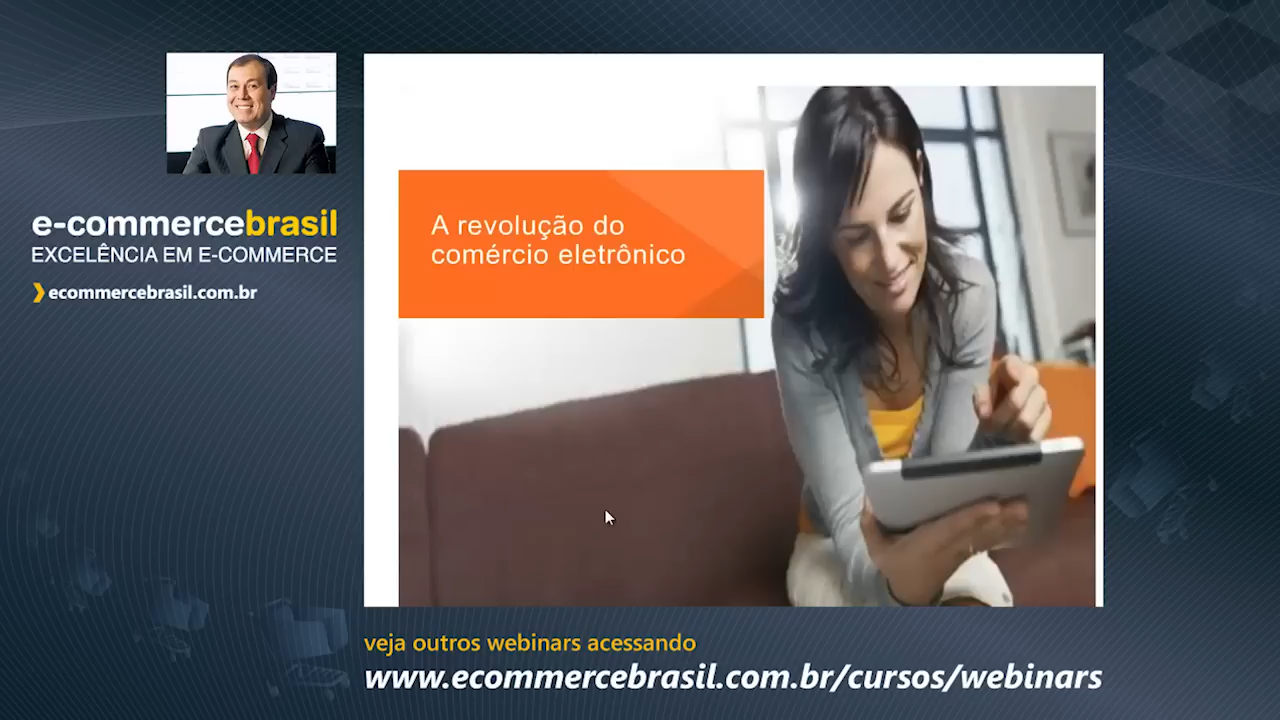 e-commercebrasil
EXCELÊNCIA EM E-COMMERCE
ecommercebrasil.com.br
A revolução do
comércio eletrônico
veja outros webinars acessando
www.ecommercebrasil.com.br/cursos/webinars